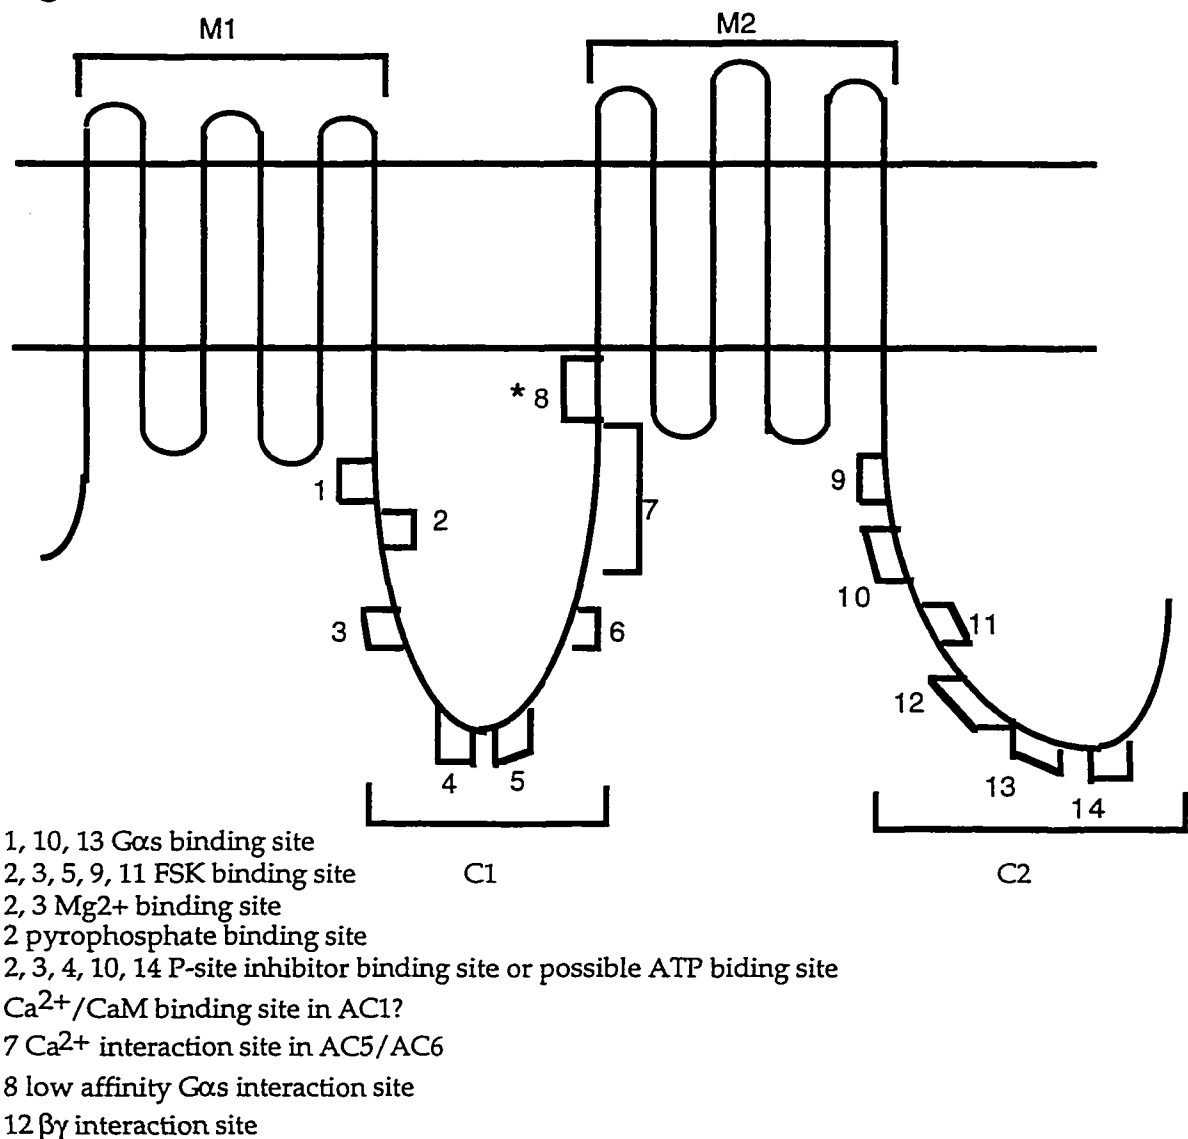 M1
M2
* 8
1
2
7
9
3
6
10
11
12
4
5
13
14
C1
C2
1, 10, 13 Gαs binding site
2, 3, 5, 9, 11 FSK binding site
2, 3 Mg2+ binding site
2 pyrophosphate binding site
2, 3, 4, 10, 14 P-site inhibitor binding site or possible ATP biding site
Ca2+/CaM binding site in AC1?
7 Ca2+ interaction site in AC5/AC6
8 low affinity Gαs interaction site
12 βγ interaction site